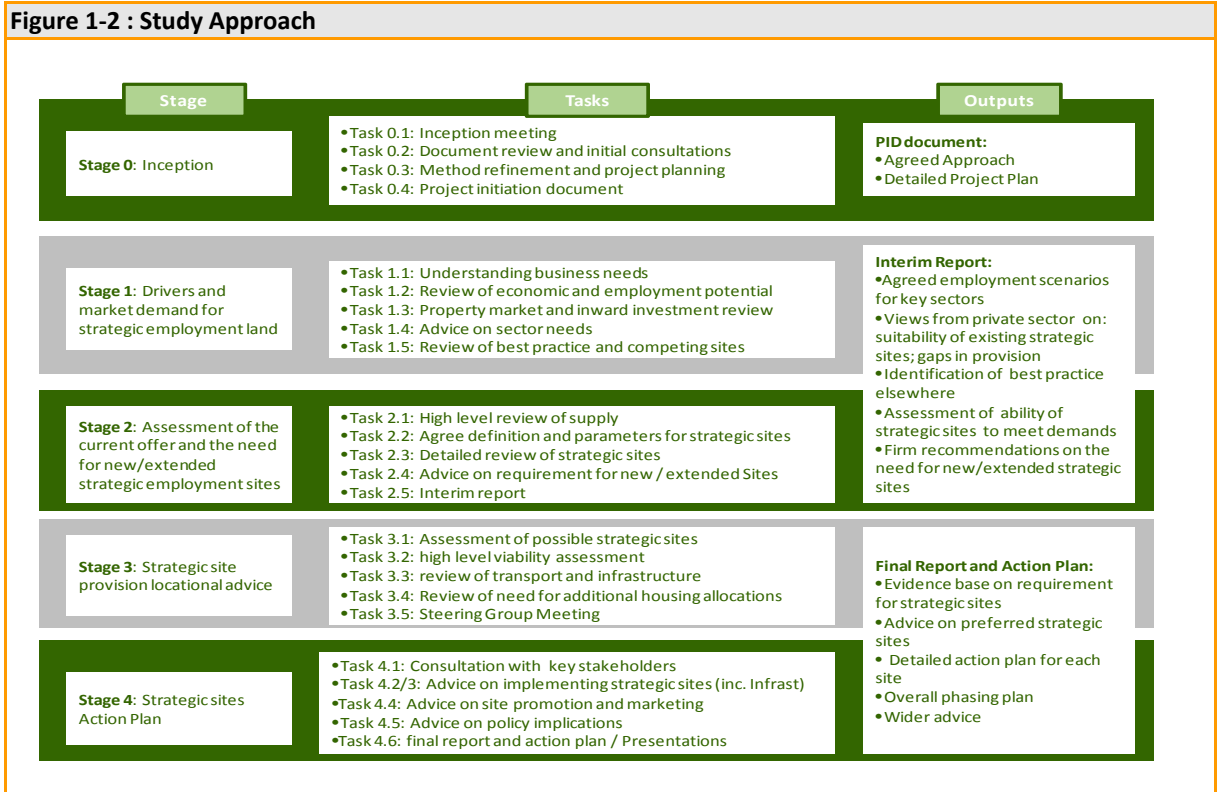 Figure 1-2 : Study Approach
Stage
Tasks
Outputs
Stage 0: Inception
•Task 0.1: Inception meeting
•Task 0.2: Document review and initial consultations
•Task 0.3: Method refinement and project planning
•Task 0.4: Project initiation document
PID document:
•Agreed Approach
•Detailed Project Plan
Stage 1: Drivers and
market demand for
strategic employment land
•Task 1.1: Understanding business needs
•Task 1.2: Review of economic and employment potential
•Task 1.3: Property market and inward investment review
•Task 1.4: Advice on sector needs
•Task 1.5: Review of best practice and competing sites
Interim Report:
•Agreed employment scenarios
for key sectors
•Views from private sector on:
suitability of existing strategic
sites; gaps in provision
•Identification of best practice
elsewhere
•Assessment of ability of
strategic sites to meet demands
•Firm recommendations on the
need for new/extended strategic
sites
Stage 2: Assessment of the
current offer and the need
for new/extended
strategic employment sites
•Task 2.1: High level review of supply
•Task 2.2: Agree definition and parameters for strategic sites
•Task 2.3: Detailed review of strategic sites
•Task 2.4: Advice on requirement for new / extended Sites
•Task 2.5: Interim report
Stage 3: Strategic site
provision locational advice
•Task 3.1: Assessment of possible strategic sites
•Task 3.2: high level viability assessment
•Task 3.3: review of transport and infrastructure
•Task 3.4: Review of need for additional housing allocations
•Task 3.5: Steering Group Meeting
Final Report and Action Plan:
•Evidence base on requirement
for strategic sites
•Advice on preferred strategic
sites
• Detailed action plan for each
site
•Overall phasing plan
•Wider advice
Stage 4: Strategic sites
Action Plan
•Task 4.1: Consultation with key stakeholders
•Task 4.2/3: Advice on implementing strategic sites (inc. Infrast)
•Task 4.4: Advice on site promotion and marketing
•Task 4.5: Advice on policy implications
•Task 4.6: final report and action plan / Presentations